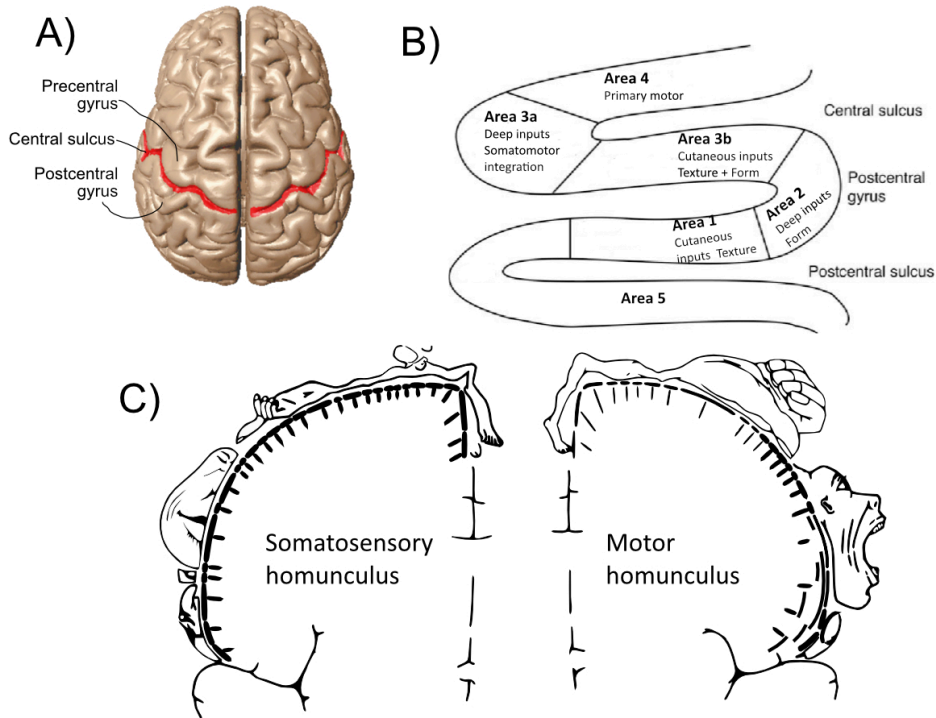 A)
Precentral
gyrus
Central sulcus
Postcentral
gyrus
B)
Area 4
Primary motor
Central sulcus
Area 3a
Deep inputs
Somatomotor
integration
Area 3b
Cutaneous inputs
Texture + Form
Postcentral
gyrus
Area 2
Deep inputs
Form
Area 1
Cutaneous
inputs Texture
Postcentral sulcus
Area 5
C)
Somatosensory
homunculus
Motor
homunculus